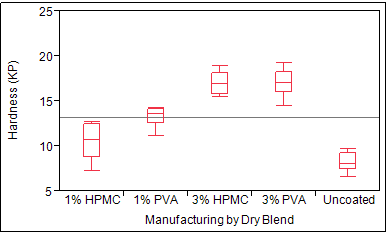 25
20
15
10
5
Hardness (KP)
1% HPMC 1% PVA 3% HPMC 3% PVA Uncoated
Manufacturing by Dry Blend